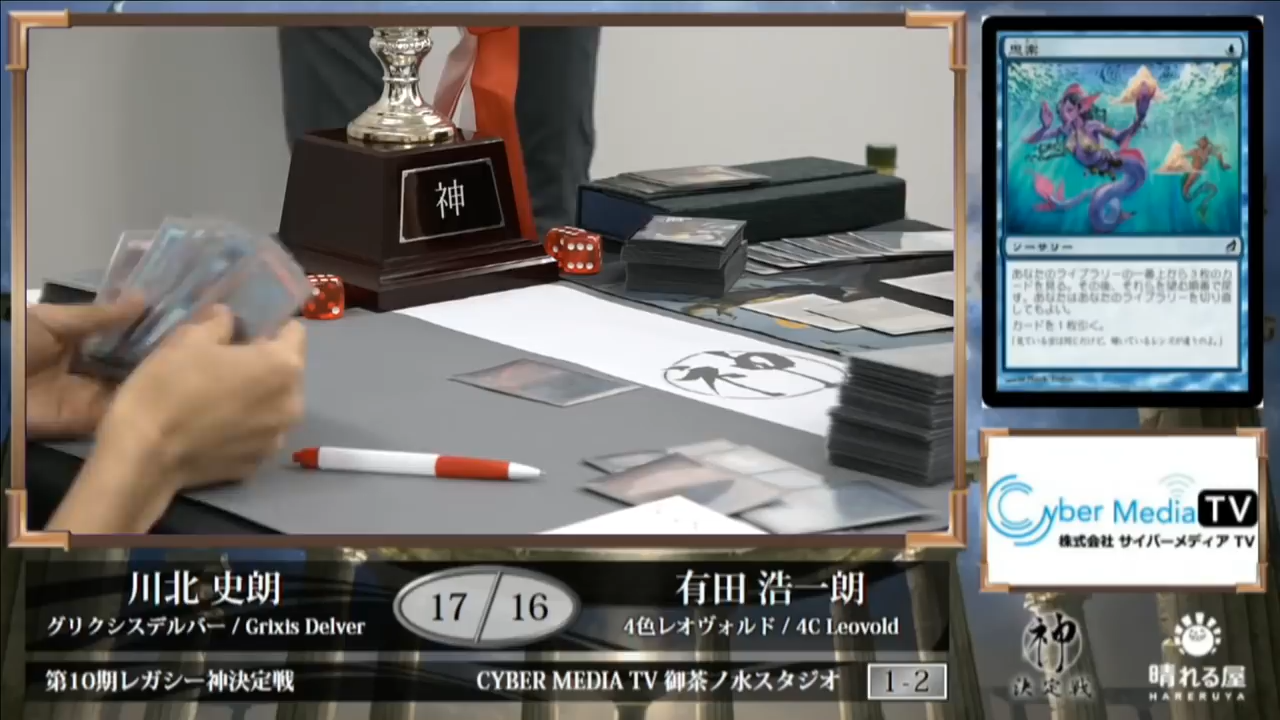 神
思案
ソーサリー
あなたのライブラリーの一番上から3枚のカ
ードを見る。その後、それらを望む順番で戻
す。あなたはあなたのライブラリーを切り直
してもよい。
カードを1枚引く。
Cyber Media TV
株式会社 サイバーメディア TV
川北 史朗
グリクシスデルバー / Grixis Delver
17 / 16
有田 浩一朗
4色レオヴォルド / 4C Leovold
第10期レガシー神決定戦
CYBER MEDIA TV 御茶ノ水スタジオ
1-2
神
決定戦
晴れる屋
HARERUYA